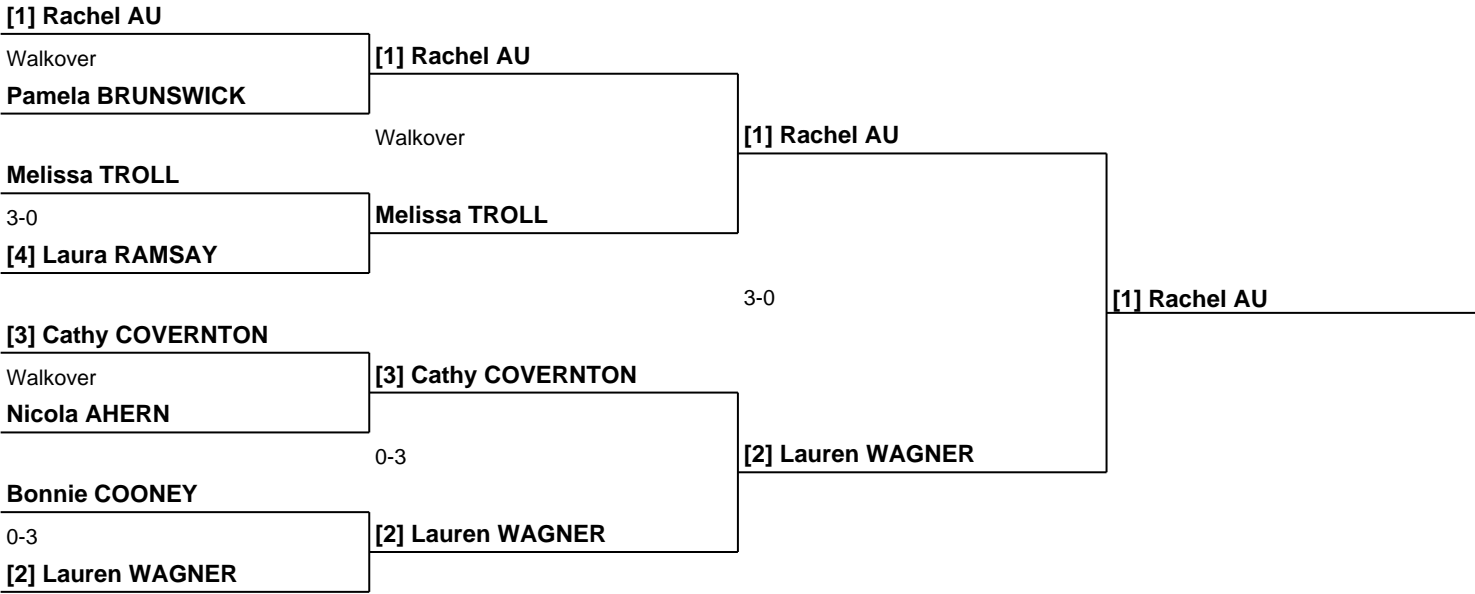 [1] Rachel AU
Walkover
[1] Rachel AU
Pamela BRUNSWICK
Walkover
[1] Rachel AU
Melissa TROLL
3-0
Melissa TROLL
[4] Laura RAMSAY
3-0
[1] Rachel AU
[3] Cathy COVERNTON
Walkover
[3] Cathy COVERNTON
Nicola AHERN
0-3
[2] Lauren WAGNER
Bonnie COONEY
0-3
[2] Lauren WAGNER
[2] Lauren WAGNER